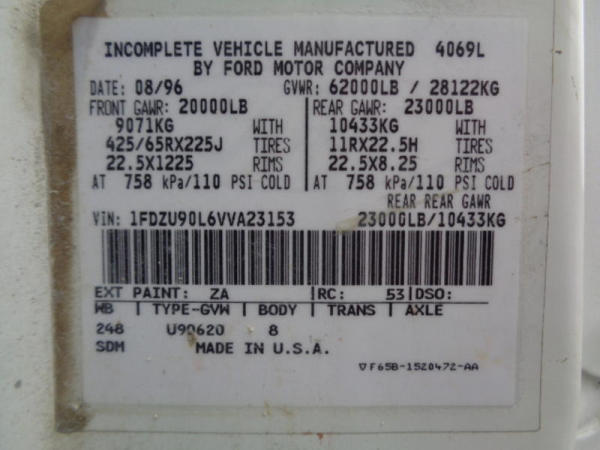 INCOMPLETE VEHICLE MANUFACTURED 4069L
BY FORD MOTOR COMPANY
DATE: 08/96 GVWR: 62000LB / 28122KG
FRONT GAWR: 20000LB REAR GAWR: 23000LB
9071KG WITH 10433KG WITH
425/65RX225J TIRES 11RX22.5H TIRES
22.5X1225 RIMS 22.5X8.25 RIMS
AT 758 kPa/110 PSI COLD AT 758 kPa/110 PSI COLD
REAR REAR GAWR
VIN: 1FDZU90L6VVA23153 23000LB/10433KG
EXT PAINT: ZA RC: 53 DSO:
WB TYPE-GVW BODY TRANS AXLE
248 U90620 8
SDM MADE IN U.S.A.
▽F65B-1520472-AA